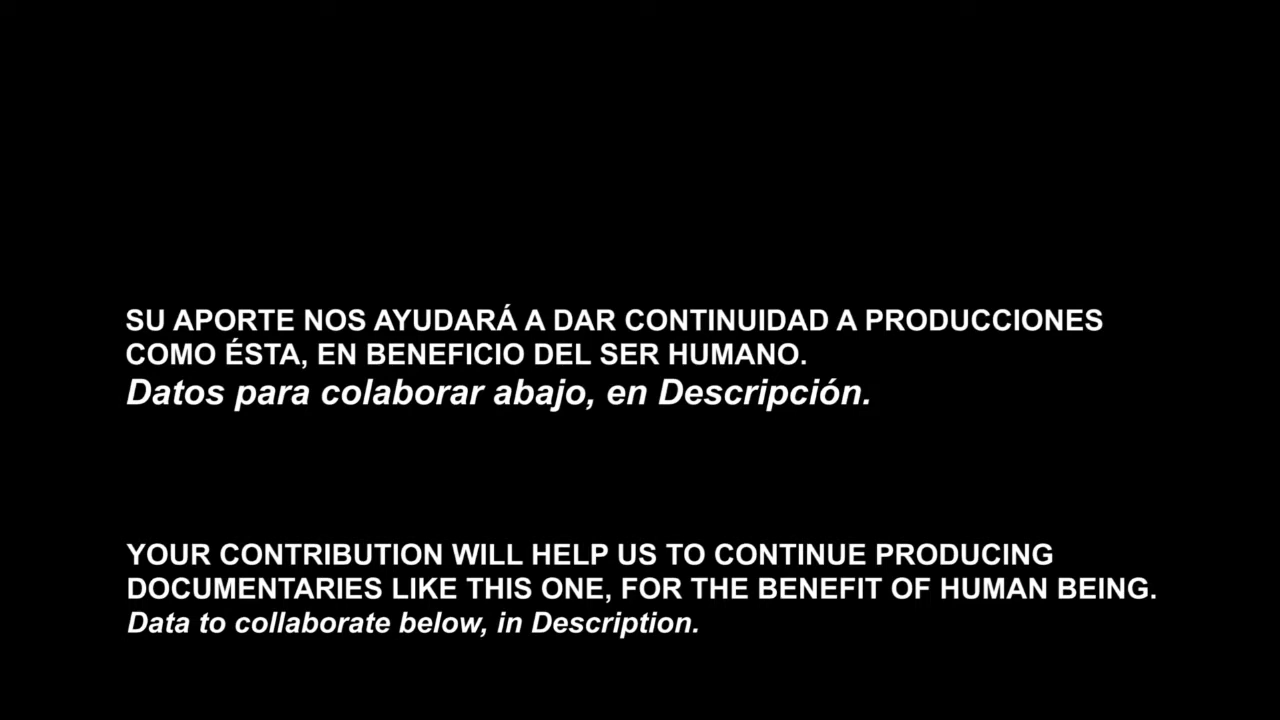 SU APORTE NOS AYUDARÁ A DAR CONTINUIDAD A PRODUCCIONES
COMO ÉSTA, EN BENEFICIO DEL SER HUMANO.
Datos para colaborar abajo, en Descripción.
YOUR CONTRIBUTION WILL HELP US TO CONTINUE PRODUCING
DOCUMENTARIES LIKE THIS ONE, FOR THE BENEFIT OF HUMAN BEING.
Data to collaborate below, in Description.